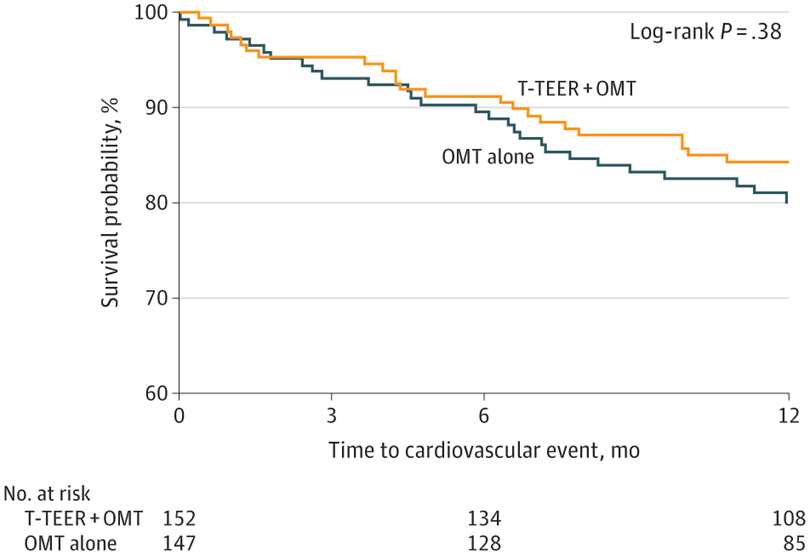 100
90
80
70
60
Survival probability, %
Log-rank P = .38
T-TEER + OMT
OMT alone
0 3 6 12
Time to cardiovascular event, mo
No. at risk
T-TEER + OMT 152 134 108
OMT alone 147 128 85